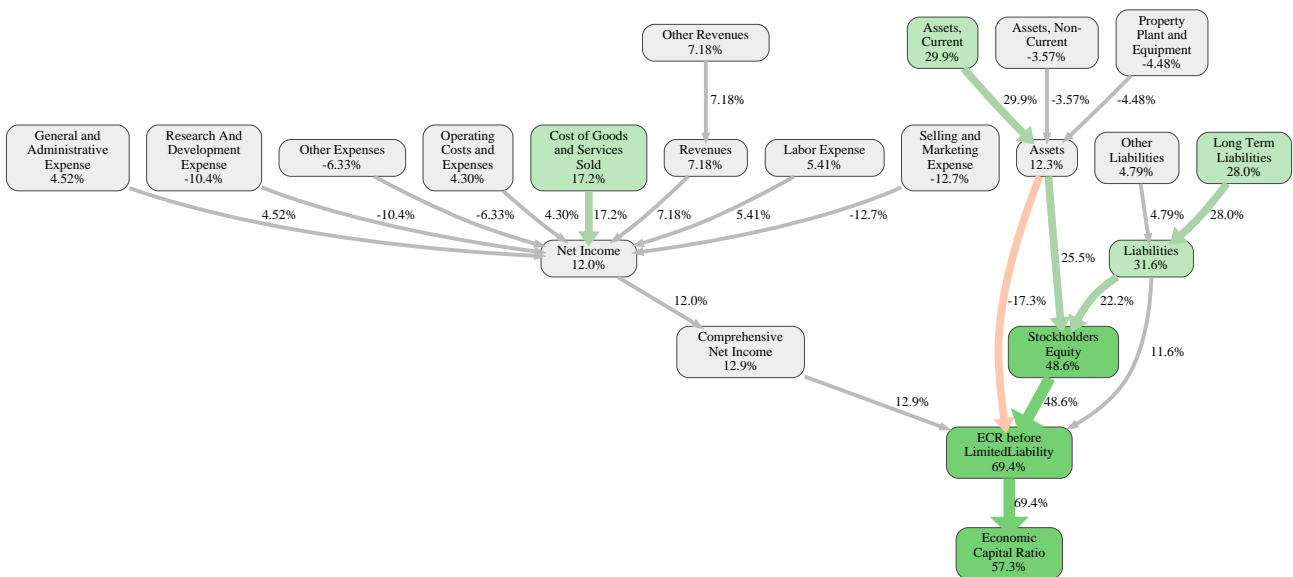 Other Revenues
7.18%
Assets,
Current
29.9%
Assets, Non-
Current
-3.57%
Property
Plant and
Equipment
-4.48%
7.18%
29.9%
-3.57%
-4.48%
General and
Administrative
Expense
4.52%
Research And
Development
Expense
-10.4%
Other Expenses
-6.33%
Operating
Costs and
Expenses
4.30%
Cost of Goods
and Services
Sold
17.2%
Revenues
7.18%
Labor Expense
5.41%
Selling and
Marketing
Expense
-12.7%
Assets
12.3%
Other
Liabilities
4.79%
Long Term
Liabilities
28.0%
4.52%
-10.4%
-6.33%
4.30%
17.2%
7.18%
5.41%
-12.7%
4.79%
28.0%
Net Income
12.0%
25.5%
Liabilities
31.6%
12.0%
-17.3%
22.2%
Comprehensive
Net Income
12.9%
Stockholders
Equity
48.6%
11.6%
12.9%
48.6%
ECR before
LimitedLiability
69.4%
69.4%
Economic
Capital Ratio
57.3%